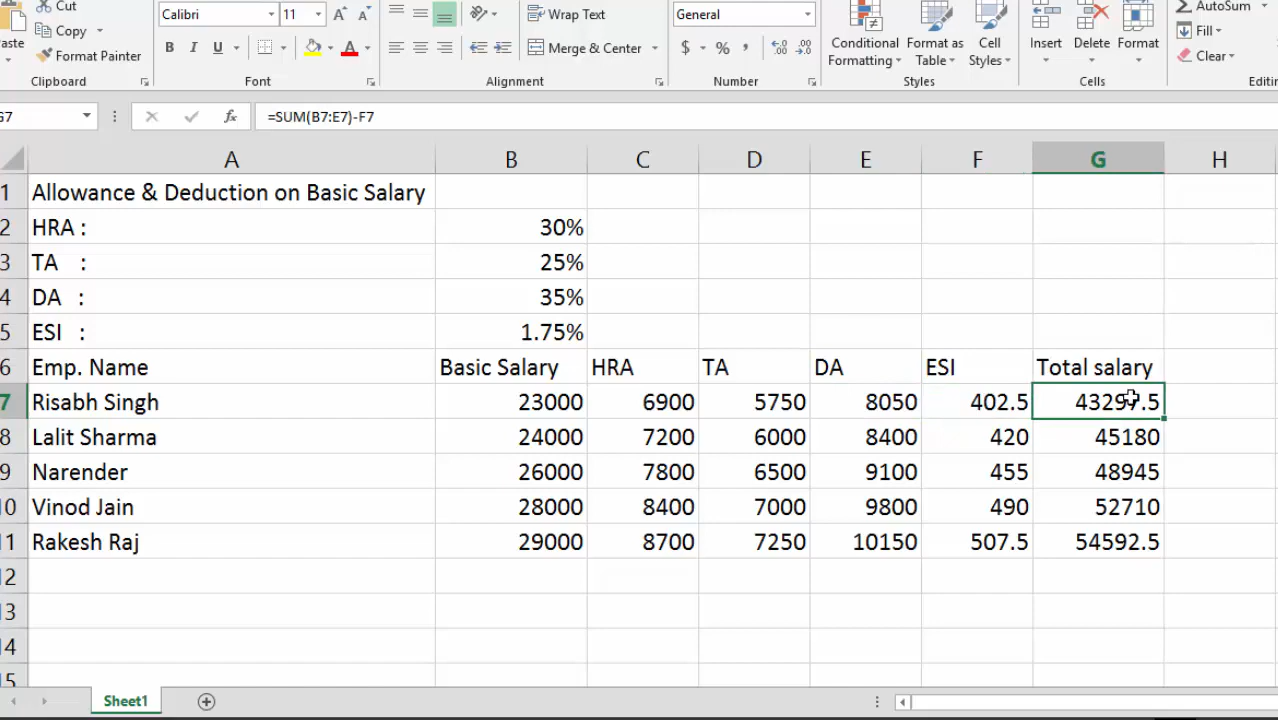 Cut
Calibri 11 A A
Wrap Text
General
AutoSum
Copy
Fill
Paste
Format Painter
B I U A
Merge & Center
$ % ,
Conditional Formatting
Format as Table
Cell Styles
Insert Delete Format
Clear
Clipboard Font Alignment Number Styles Cells
G7 fx =SUM(B7:E7)-F7
A B C D E F G H
1 Allowance & Deduction on Basic Salary
2 HRA : 30%
3 TA : 25%
4 DA : 35%
5 ESI : 1.75%
6 Emp. Name Basic Salary HRA TA DA ESI Total salary
7 Risabh Singh 23000 6900 5750 8050 402.5 43297.5
8 Lalit Sharma 24000 7200 6000 8400 420 45180
9 Narender 26000 7800 6500 9100 455 48945
10 Vinod Jain 28000 8400 7000 9800 490 52710
11 Rakesh Raj 29000 8700 7250 10150 507.5 54592.5
12
13
14
15
Sheet1